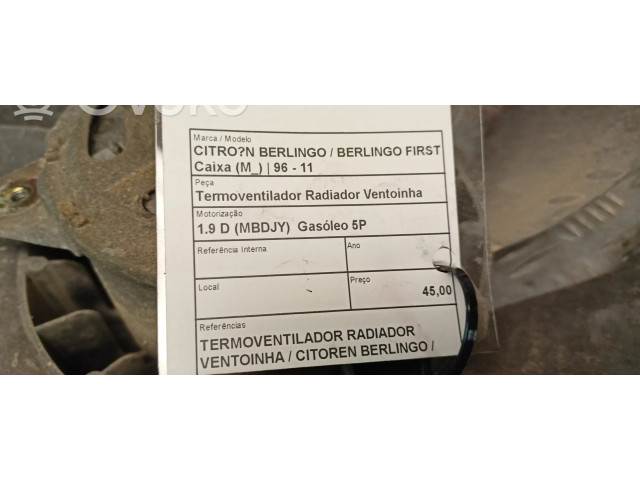 OVOKO
Marca / Modelo
CITRO?N BERLINGO / BERLINGO FIRST
Caixa (M_) | 96 - 11
Peça
Termoventilador Radiador Ventoinha
Motorização
1.9 D (MBDJY) Gasóleo 5P
Referência Interna
Ano
Local
Preço
45,00
Referências
TERMOVENTILADOR RADIADOR
VENTOINHA / CITOREN BERLINGO /